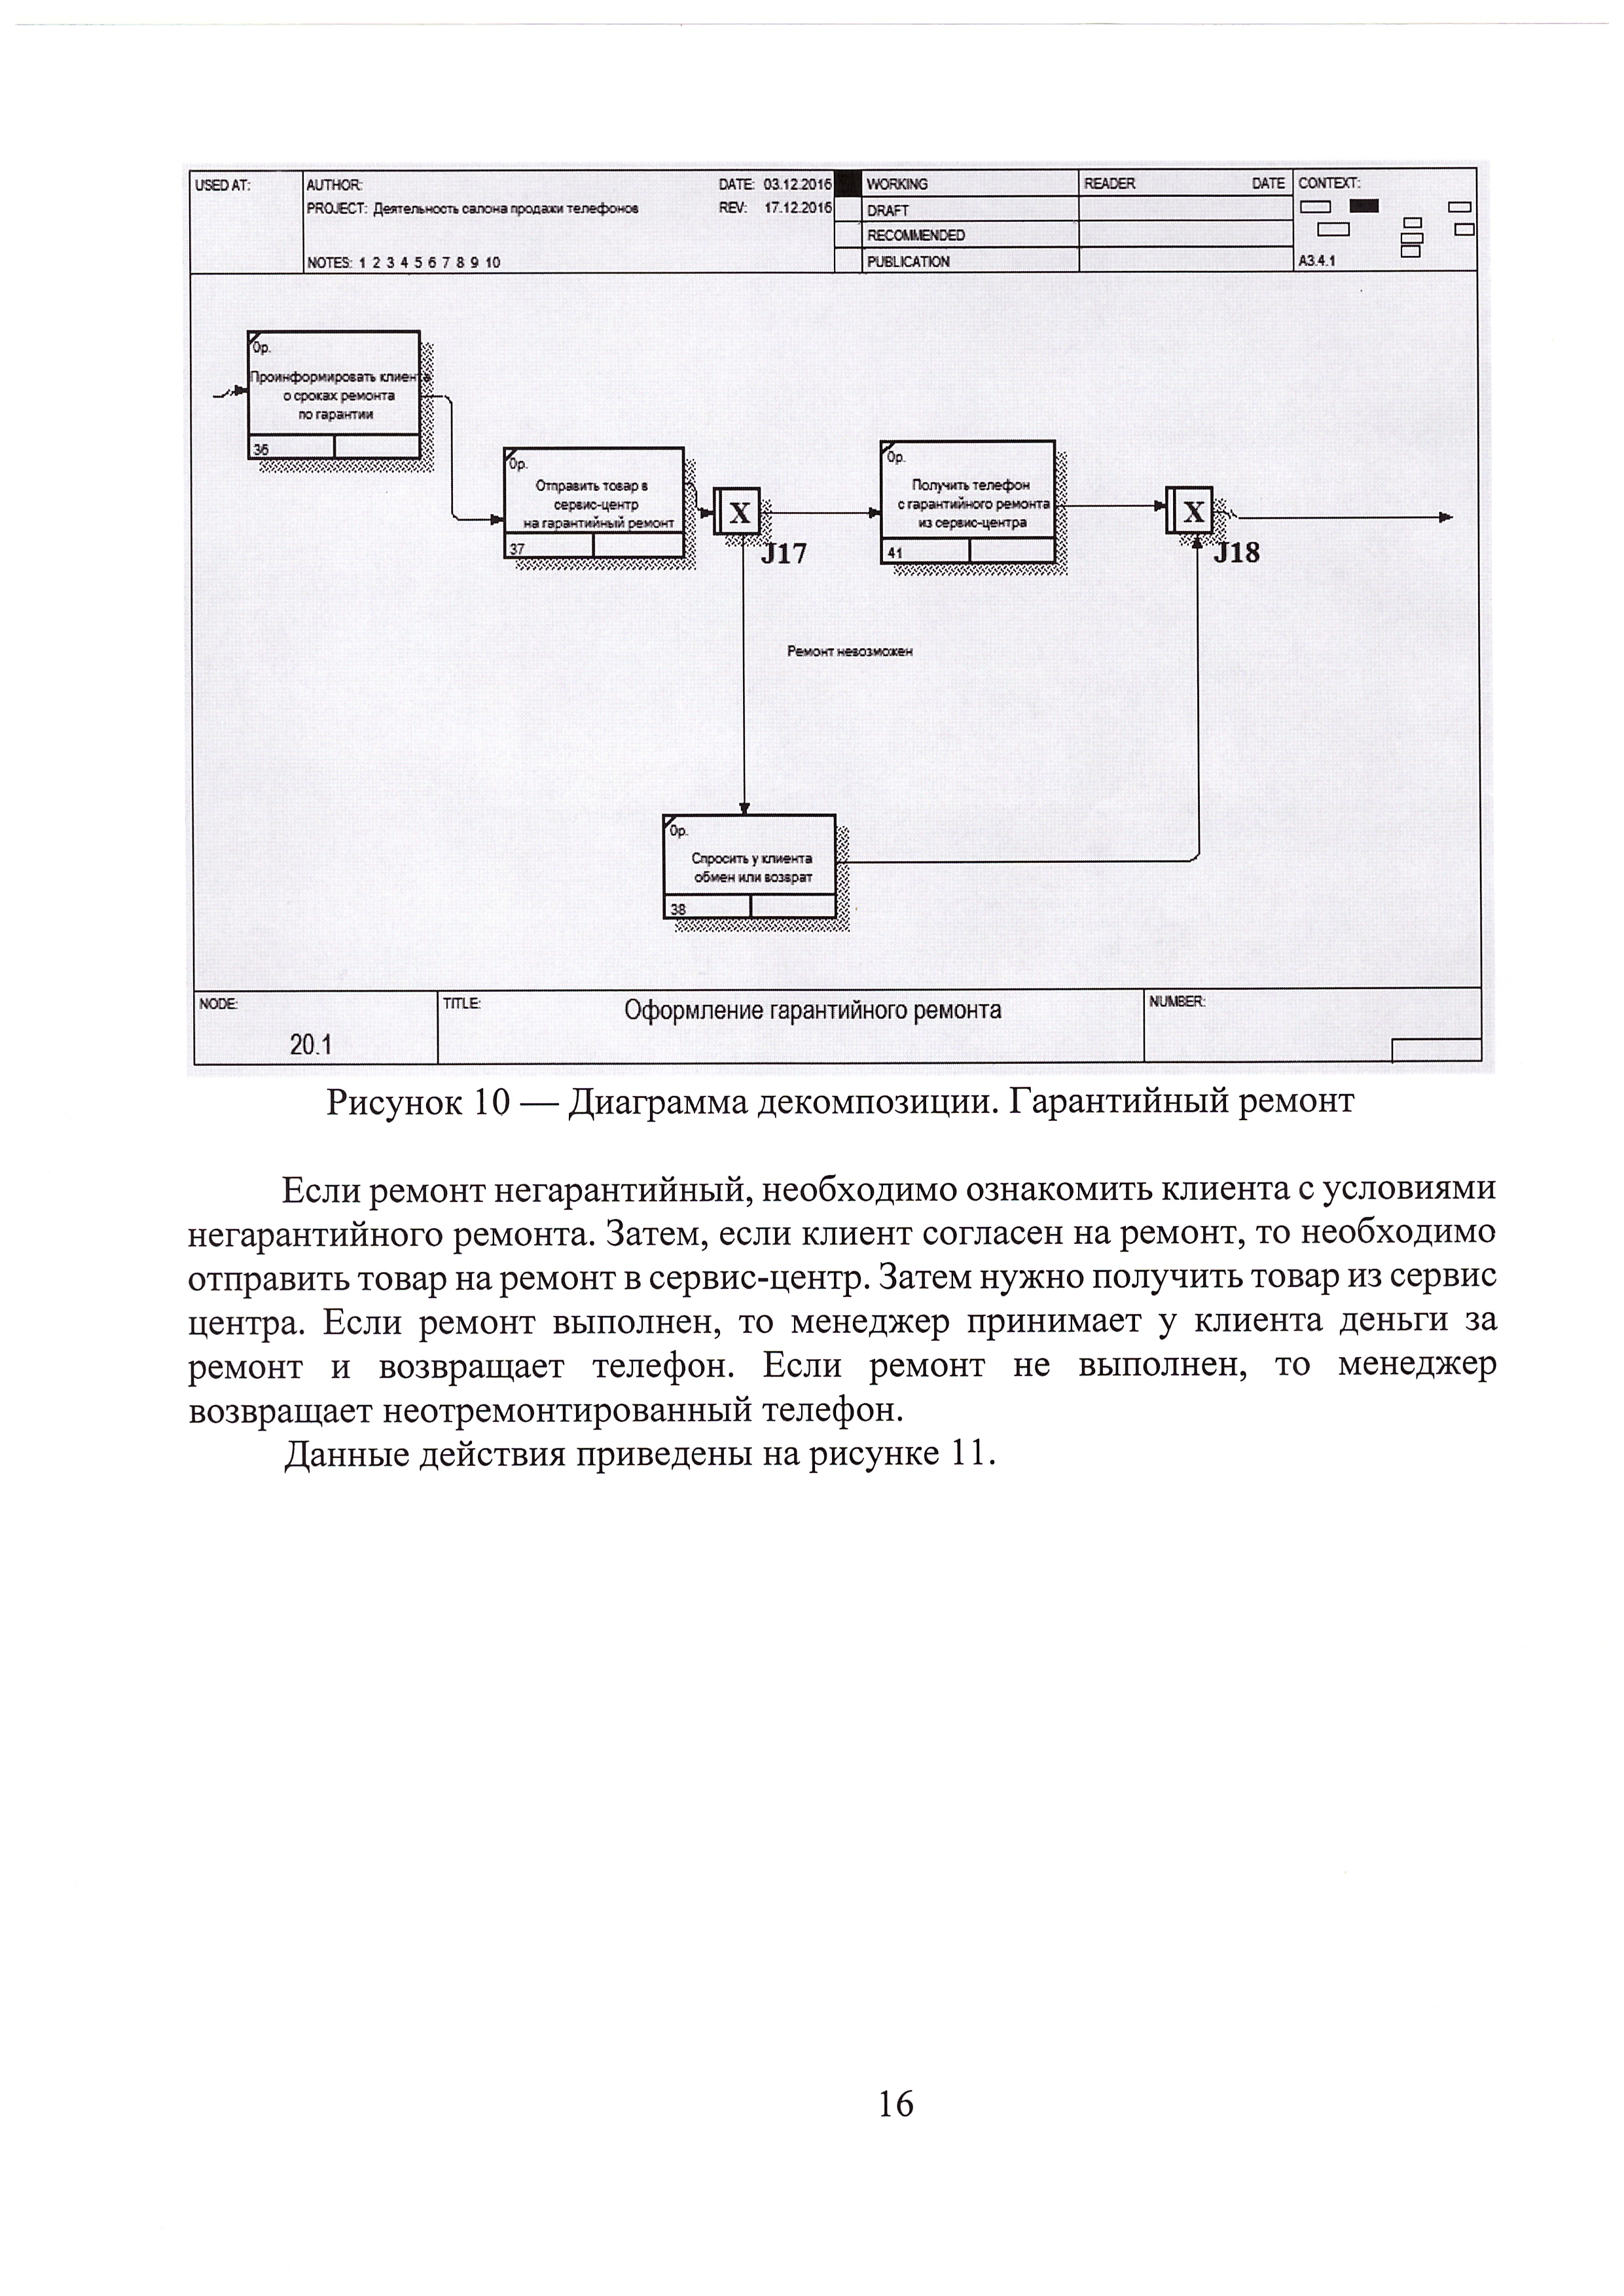 USED AT:
AUTHOR:
DATE: 03.12.2016
WORKING
READER
DATE
CONTEXT:
PROJECT: Деятельность салона продажи телефонов
REV: 17.12.2016
DRAFT
RECOMMENDED
NOTES: 1 2 3 4 5 6 7 8 9 10
PUBLICATION
A3.4.1
0р.
Проинформировать клиента
о сроках ремонта
по гарантии
36
0р.
Отправить товар в
сервис-центр
на гарантийный ремонт
37
X
J17
0р.
Получить телефон
с гарантийного ремонта
из сервис-центра
41
X
J18
Ремонт невозможен
0р.
Спросить у клиента
обмен или возврат
38
NODE:
20.1
TITLE:
Оформление гарантийного ремонта
NUMBER:
Рисунок 10 — Диаграмма декомпозиции. Гарантийный ремонт
Если ремонт негарантийный, необходимо ознакомить клиента с условиями
негарантийного ремонта. Затем, если клиент согласен на ремонт, то необходимо
отправить товар на ремонт в сервис-центр. Затем нужно получить товар из сервис
центра. Если ремонт выполнен, то менеджер принимает у клиента деньги за
ремонт и возвращает телефон. Если ремонт не выполнен, то менеджер
возвращает неотремонтированный телефон.
Данные действия приведены на рисунке 11.
16